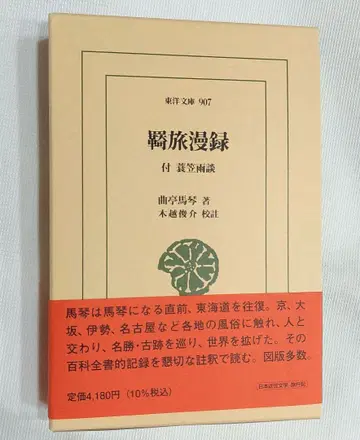 東洋文庫 907
羇旅漫録
付 蓑笠雨談
曲亭馬琴 著
木越俊介 校註
馬琴は馬琴になる直前、東海道を往復。京、大
坂、伊勢、名古屋など各地の風俗に触れ、人と
交わり、名勝・古跡を巡り、世界を拡げた。その
百科全書的記録を懇切な註釈で読む。図版多数。
定価4,180円(10%税込)